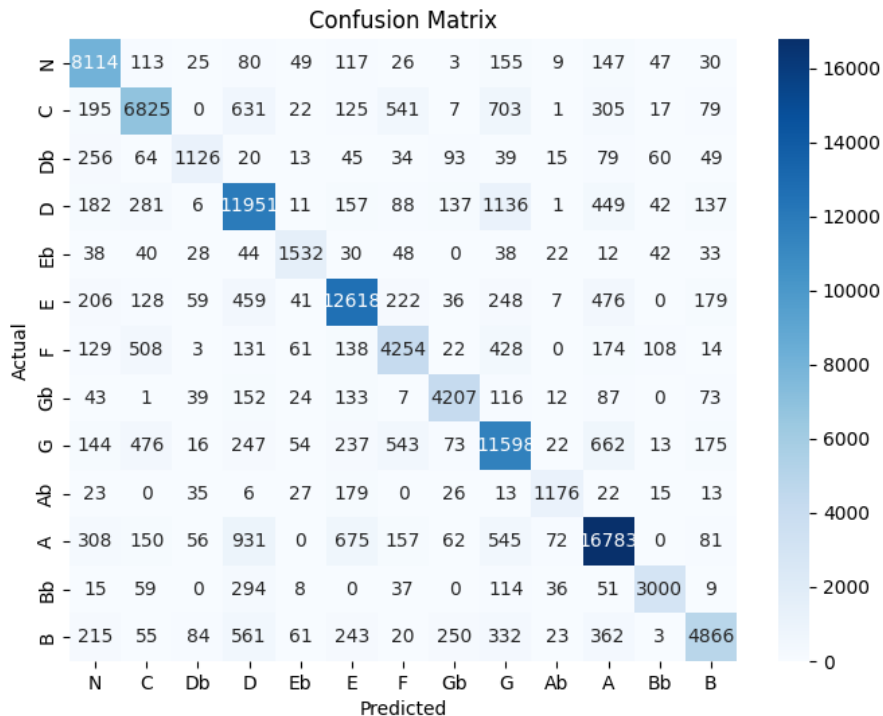 Confusion Matrix
N 8114 113 25 80 49 117 26 3 155 9 147 47 30
C 195 6825 0 631 22 125 541 7 703 1 305 17 79
Db 256 64 1126 20 13 45 34 93 39 15 79 60 49
D 182 281 6 11951 11 157 88 137 1136 1 449 42 137
Eb 38 40 28 44 1532 30 48 0 38 22 12 42 33
E 206 128 59 459 41 12618 222 36 248 7 476 0 179
F 129 508 3 131 61 138 4254 22 428 0 174 108 14
Gb 43 1 39 152 24 133 7 4207 116 12 87 0 73
G 144 476 16 247 54 237 543 73 11598 22 662 13 175
Ab 23 0 35 6 27 179 0 26 13 1176 22 15 13
A 308 150 56 931 0 675 157 62 545 72 16783 0 81
Bb 15 59 0 294 8 0 37 0 114 36 51 3000 9
B 215 55 84 561 61 243 20 250 332 23 362 3 4866
N C Db D Eb E F Gb G Ab A Bb B
Predicted
Actual
16000
14000
12000
10000
8000
6000
4000
2000
0